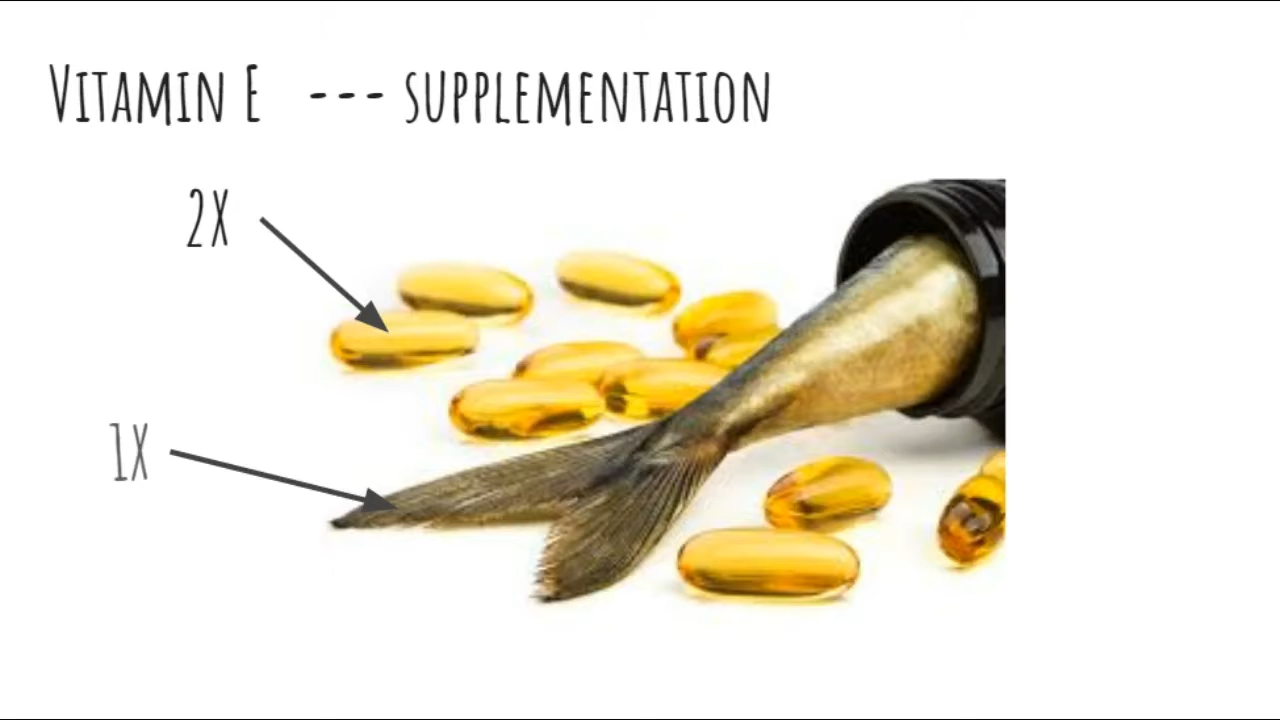 VITAMIN E --- SUPPLEMENTATION
2X
1X